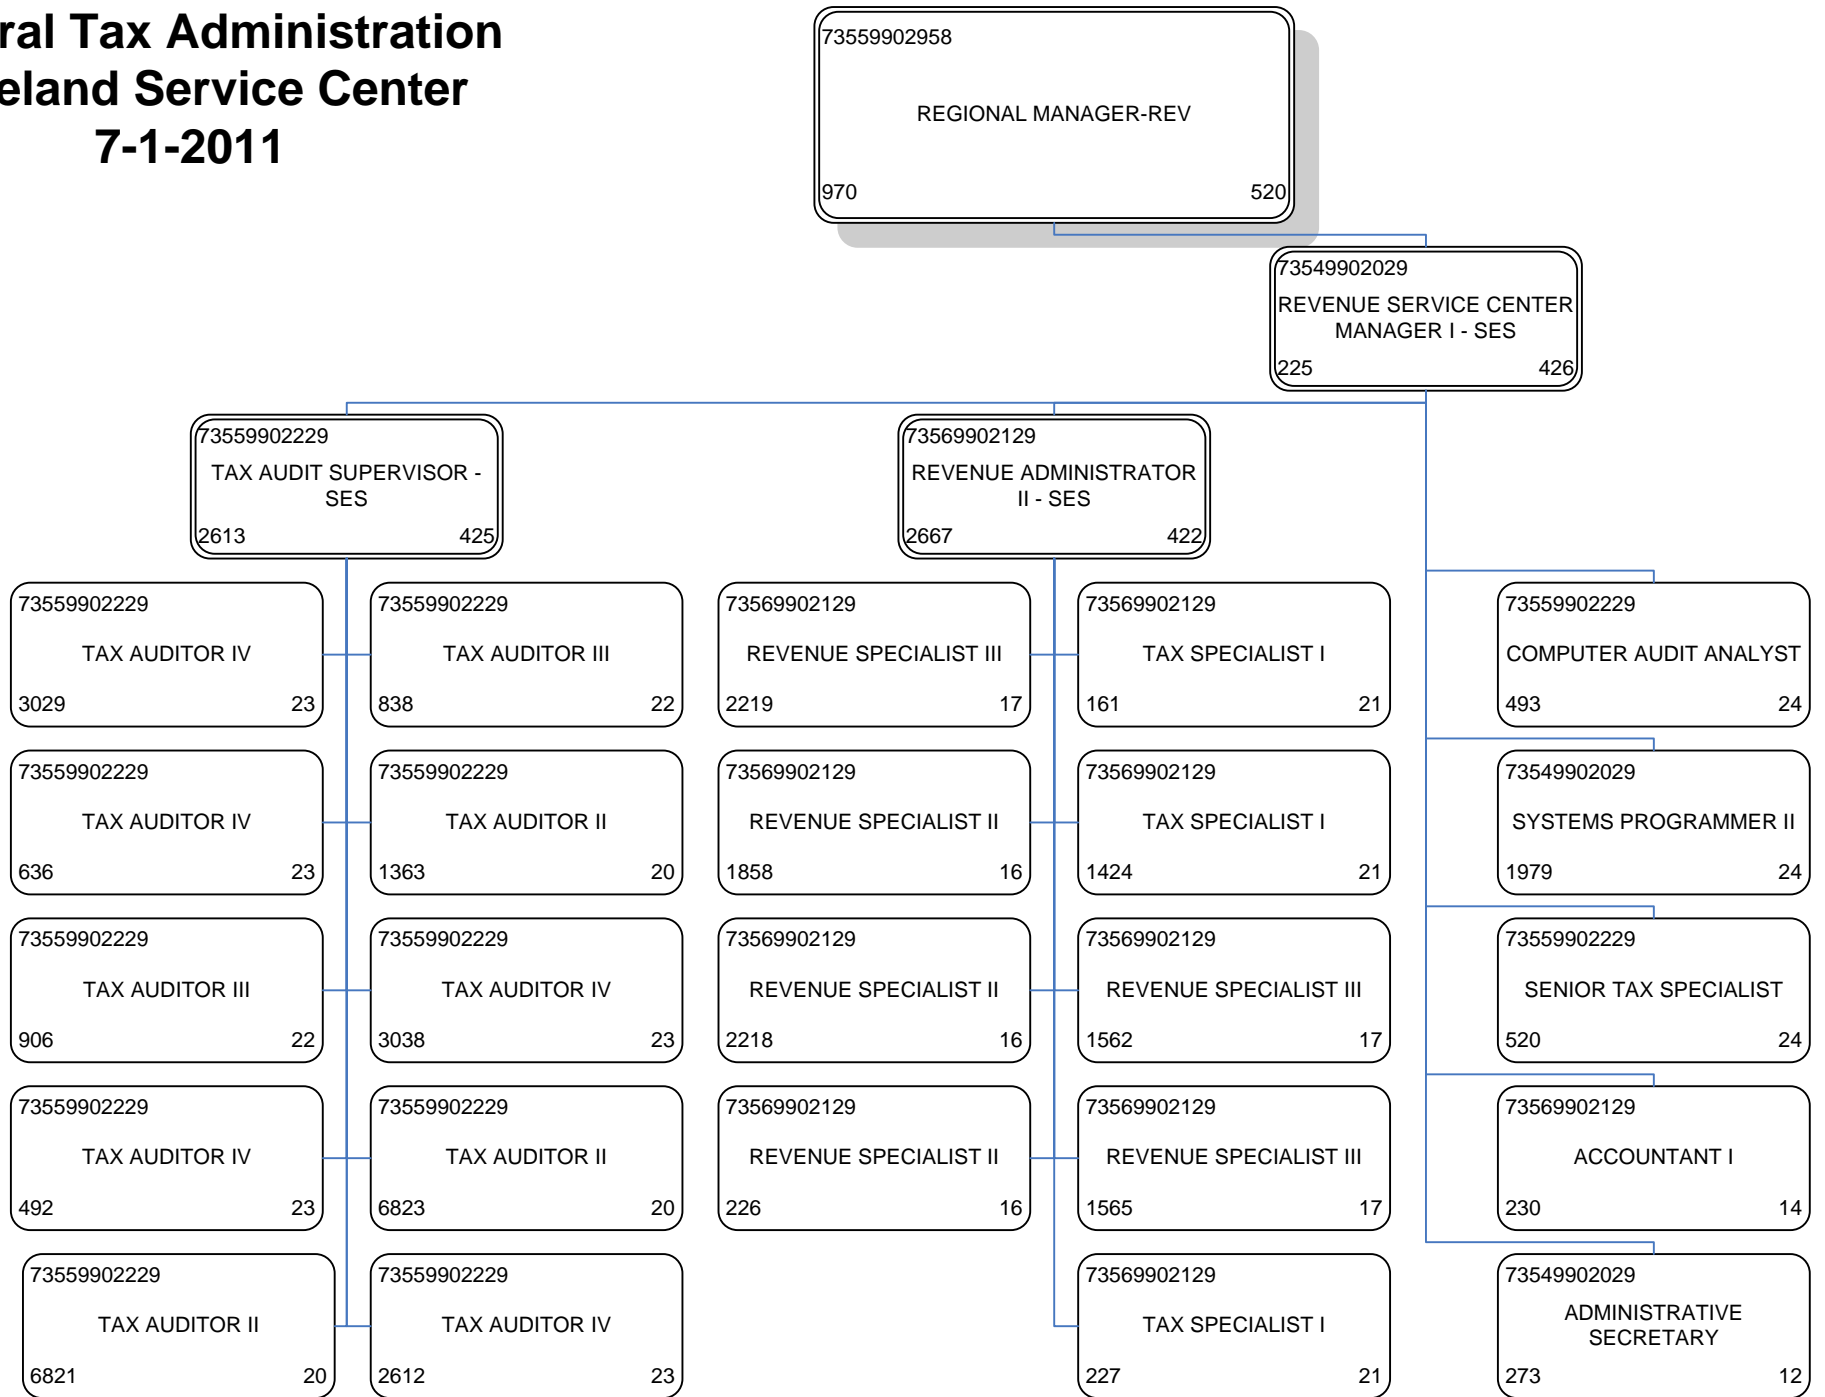 ral Tax Administration
eland Service Center
7-1-2011
73559902958
REGIONAL MANAGER-REV
970 520
73549902029
REVENUE SERVICE CENTER
MANAGER I - SES
225 426
73559902229
TAX AUDIT SUPERVISOR -
SES
2613 425
73569902129
REVENUE ADMINISTRATOR
II - SES
2667 422
73559902229
TAX AUDITOR IV
3029 23
73559902229
TAX AUDITOR III
838 22
73569902129
REVENUE SPECIALIST III
2219 17
73569902129
TAX SPECIALIST I
161 21
73559902229
COMPUTER AUDIT ANALYST
493 24
73559902229
TAX AUDITOR IV
636 23
73559902229
TAX AUDITOR II
1363 20
73569902129
REVENUE SPECIALIST II
1858 16
73569902129
TAX SPECIALIST I
1424 21
73549902029
SYSTEMS PROGRAMMER II
1979 24
73559902229
TAX AUDITOR III
906 22
73559902229
TAX AUDITOR IV
3038 23
73569902129
REVENUE SPECIALIST II
2218 16
73569902129
REVENUE SPECIALIST III
1562 17
73559902229
SENIOR TAX SPECIALIST
520 24
73559902229
TAX AUDITOR IV
492 23
73559902229
TAX AUDITOR II
6823 20
73569902129
REVENUE SPECIALIST II
226 16
73569902129
REVENUE SPECIALIST III
1565 17
73569902129
ACCOUNTANT I
230 14
73559902229
TAX AUDITOR II
6821 20
73559902229
TAX AUDITOR IV
2612 23
73569902129
TAX SPECIALIST I
227 21
73549902029
ADMINISTRATIVE
SECRETARY
273 12